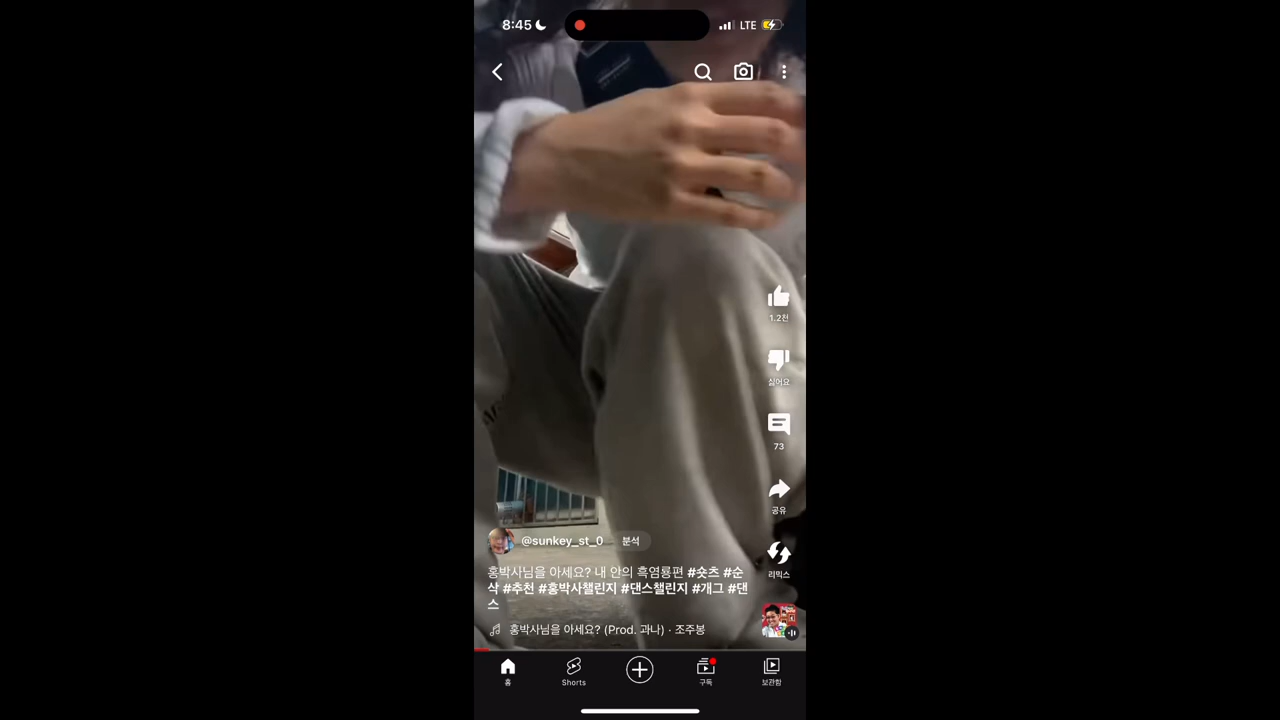 8:45
LTE
1.2천
싫어요
73
공유
리믹스
@sunkey_st_0 분석
홍박사님을 아세요? 내 안의 흑염룡편 #숏츠 #순
삭 #추천 #홍박사챌린지 #댄스챌린지 #개그 #댄
스
홍박사님을 아세요? (Prod. 과나) · 조주봉
홈
Shorts
구독
보관함